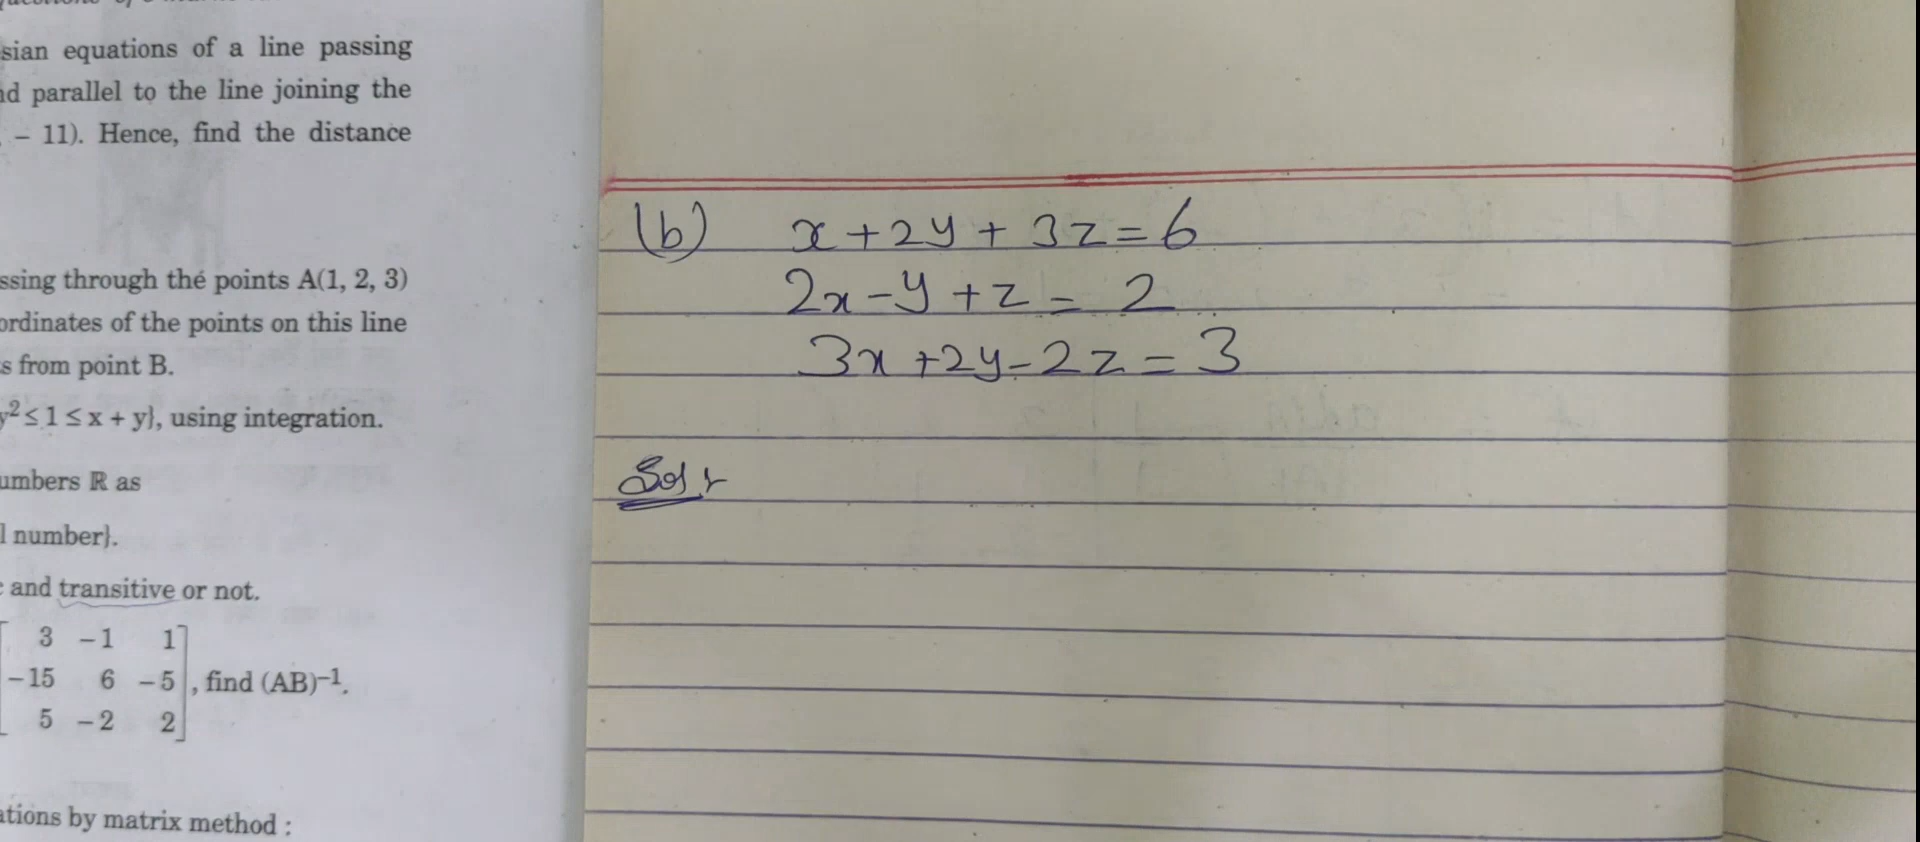 sian equations of a line passing
nd parallel to the line joining the
– 11). Hence, find the distance
ssing through the points A(1, 2, 3)
ordinates of the points on this line
s from point B.
y² ≤ 1 ≤ x + y}, using integration.
umbers ℝ as
l number}.
and transitive or not.
3 –1 1
–15 6 –5 , find (AB)⁻¹.
5 –2 2
ations by matrix method :
(b) x + 2y + 3z = 6
2x – y + z = 2
3x + 2y – 2z = 3